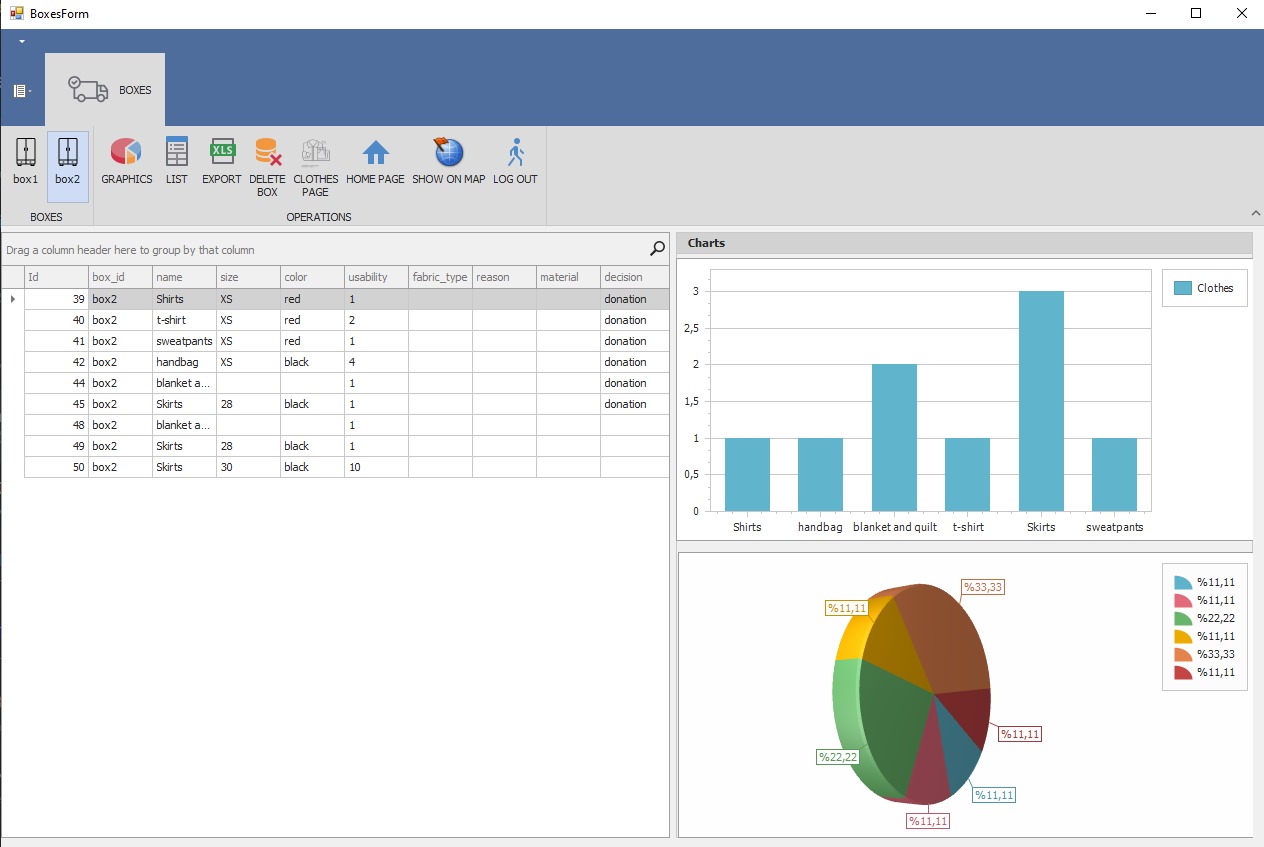 BoxesForm
BOXES
box1
box2
GRAPHICS
LIST
XLS
EXPORT
DELETE
BOX
CLOTHES
PAGE
HOME PAGE
SHOW ON MAP
LOG OUT
BOXES
OPERATIONS
Drag a column header here to group by that column
Id box_id name size color usability fabric_type reason material decision
39 box2 Shirts XS red 1 donation
40 box2 t-shirt XS red 2 donation
41 box2 sweatpants XS red 1 donation
42 box2 handbag XS black 4 donation
44 box2 blanket a... 1 donation
45 box2 Skirts 28 black 1 donation
48 box2 blanket a... 1
49 box2 Skirts 28 black 1
50 box2 Skirts 30 black 10
Charts
3
2,5
2
1,5
1
0,5
0
Shirts handbag blanket and quilt t-shirt Skirts sweatpants
Clothes
%33,33
%11,11
%11,11
%22,22
%11,11
%11,11
%11,11
%11,11
%22,22
%11,11
%33,33
%11,11